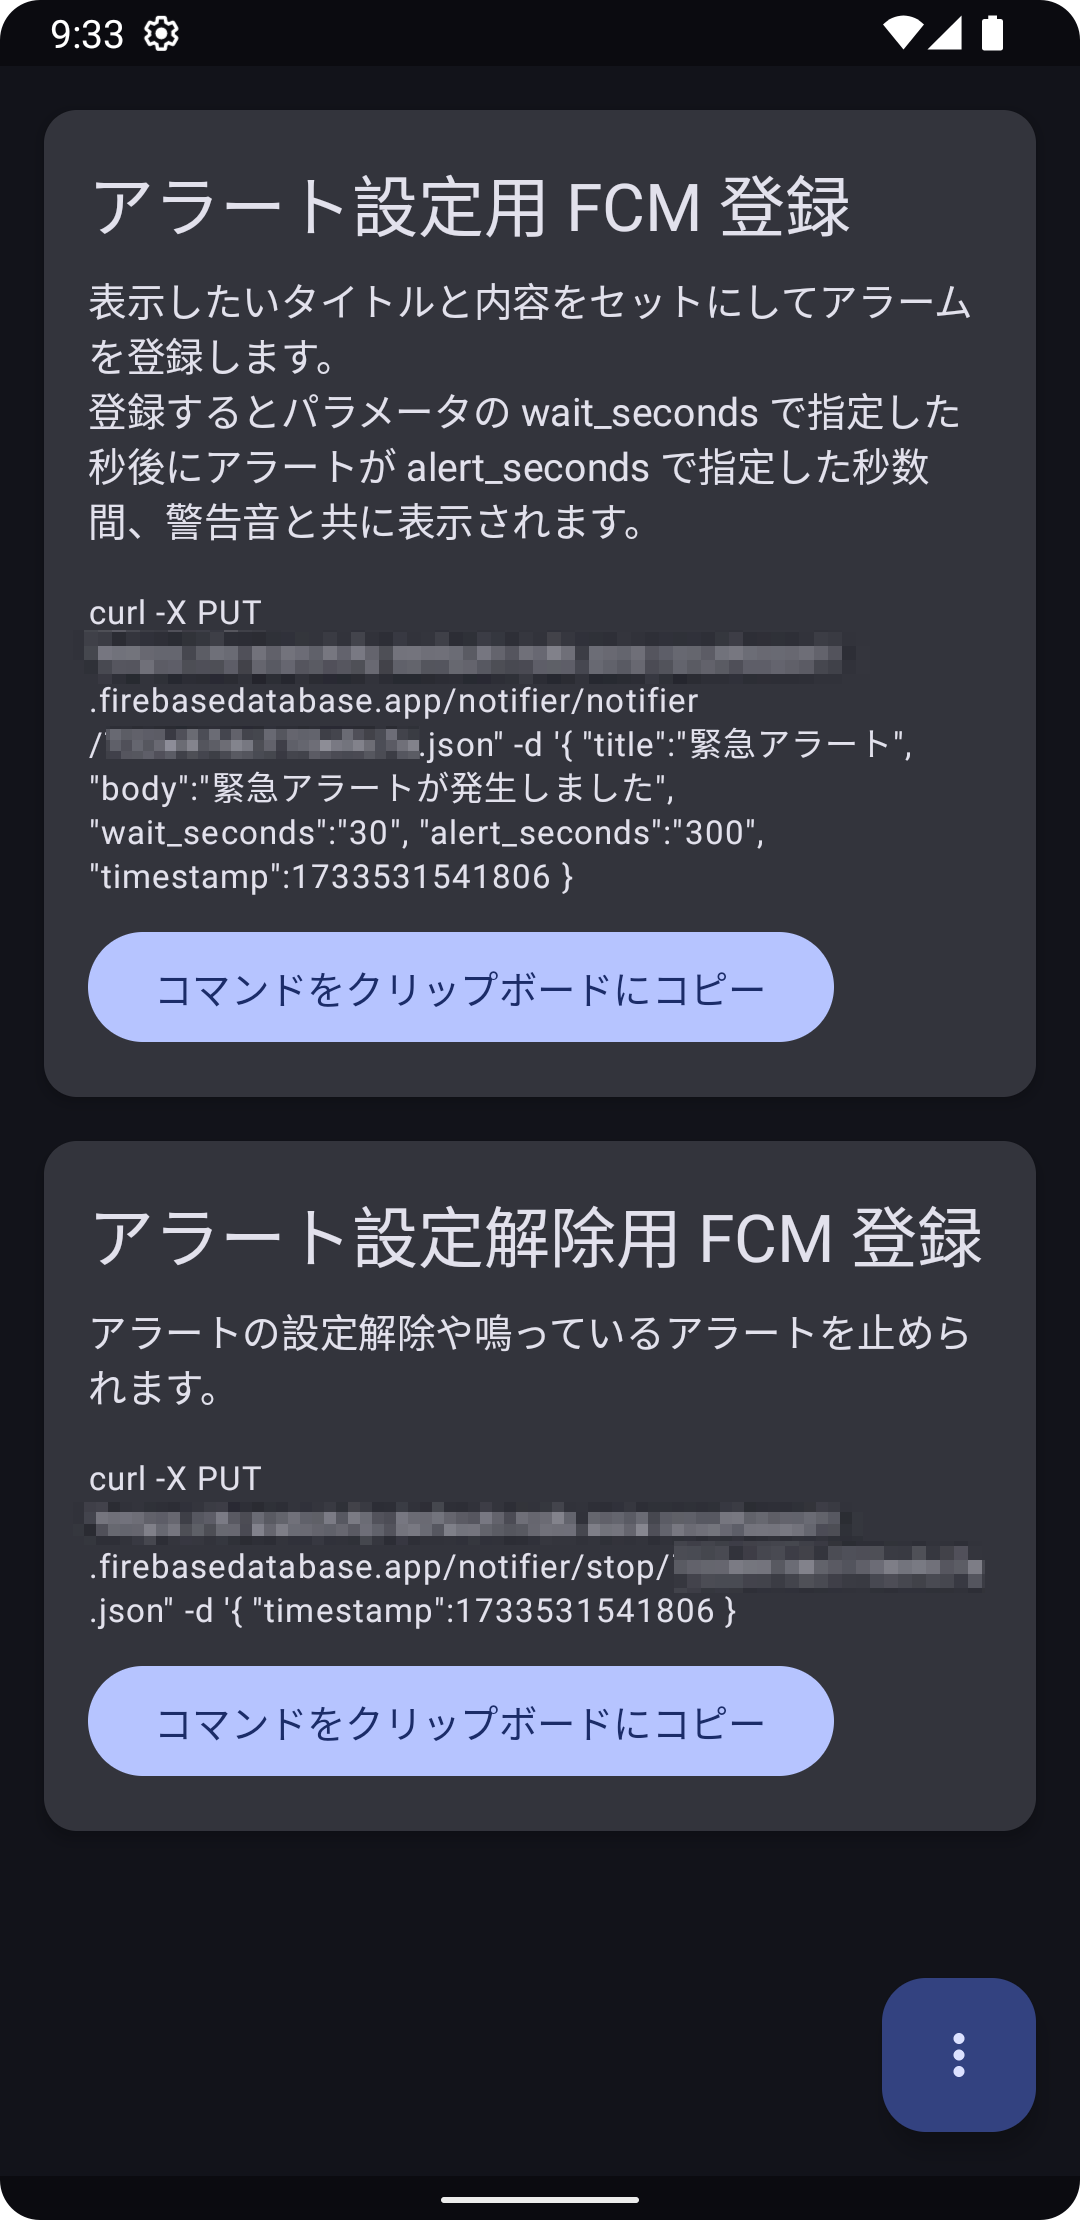 9:33
アラート設定用 FCM 登録
表示したいタイトルと内容をセットにしてアラーム
を登録します。
登録するとパラメータの wait_seconds で指定した
秒後にアラートが alert_seconds で指定した秒数
間、警告音と共に表示されます。
curl -X PUT
.firebasedatabase.app/notifier/notifier
/ .json" -d '{ "title":"緊急アラート",
"body":"緊急アラートが発生しました",
"wait_seconds":"30", "alert_seconds":"300",
"timestamp":1733531541806 }
コマンドをクリップボードにコピー
アラート設定解除用 FCM 登録
アラートの設定解除や鳴っているアラートを止めら
れます。
curl -X PUT
.firebasedatabase.app/notifier/stop/
.json" -d '{ "timestamp":1733531541806 }
コマンドをクリップボードにコピー